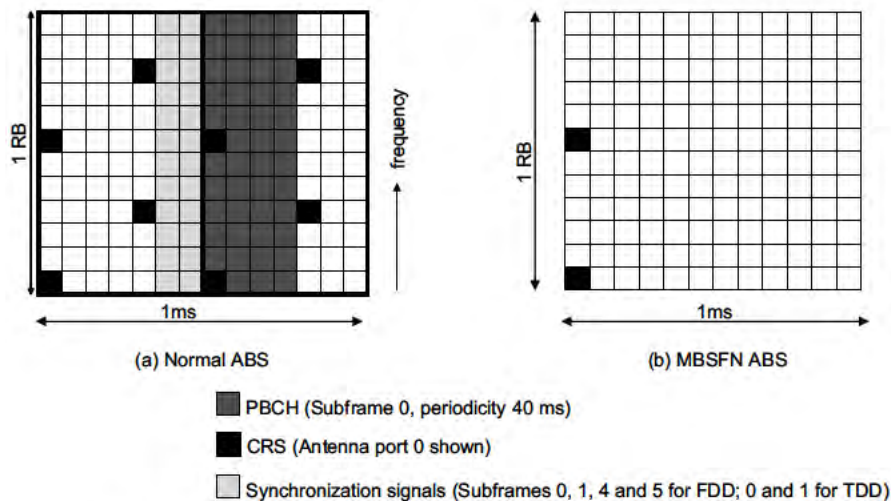 1 RB
frequency
1ms
(a) Normal ABS
1 RB
1ms
(b) MBSFN ABS
PBCH (Subframe 0, periodicity 40 ms)
CRS (Antenna port 0 shown)
Synchronization signals (Subframes 0, 1, 4 and 5 for FDD; 0 and 1 for TDD)